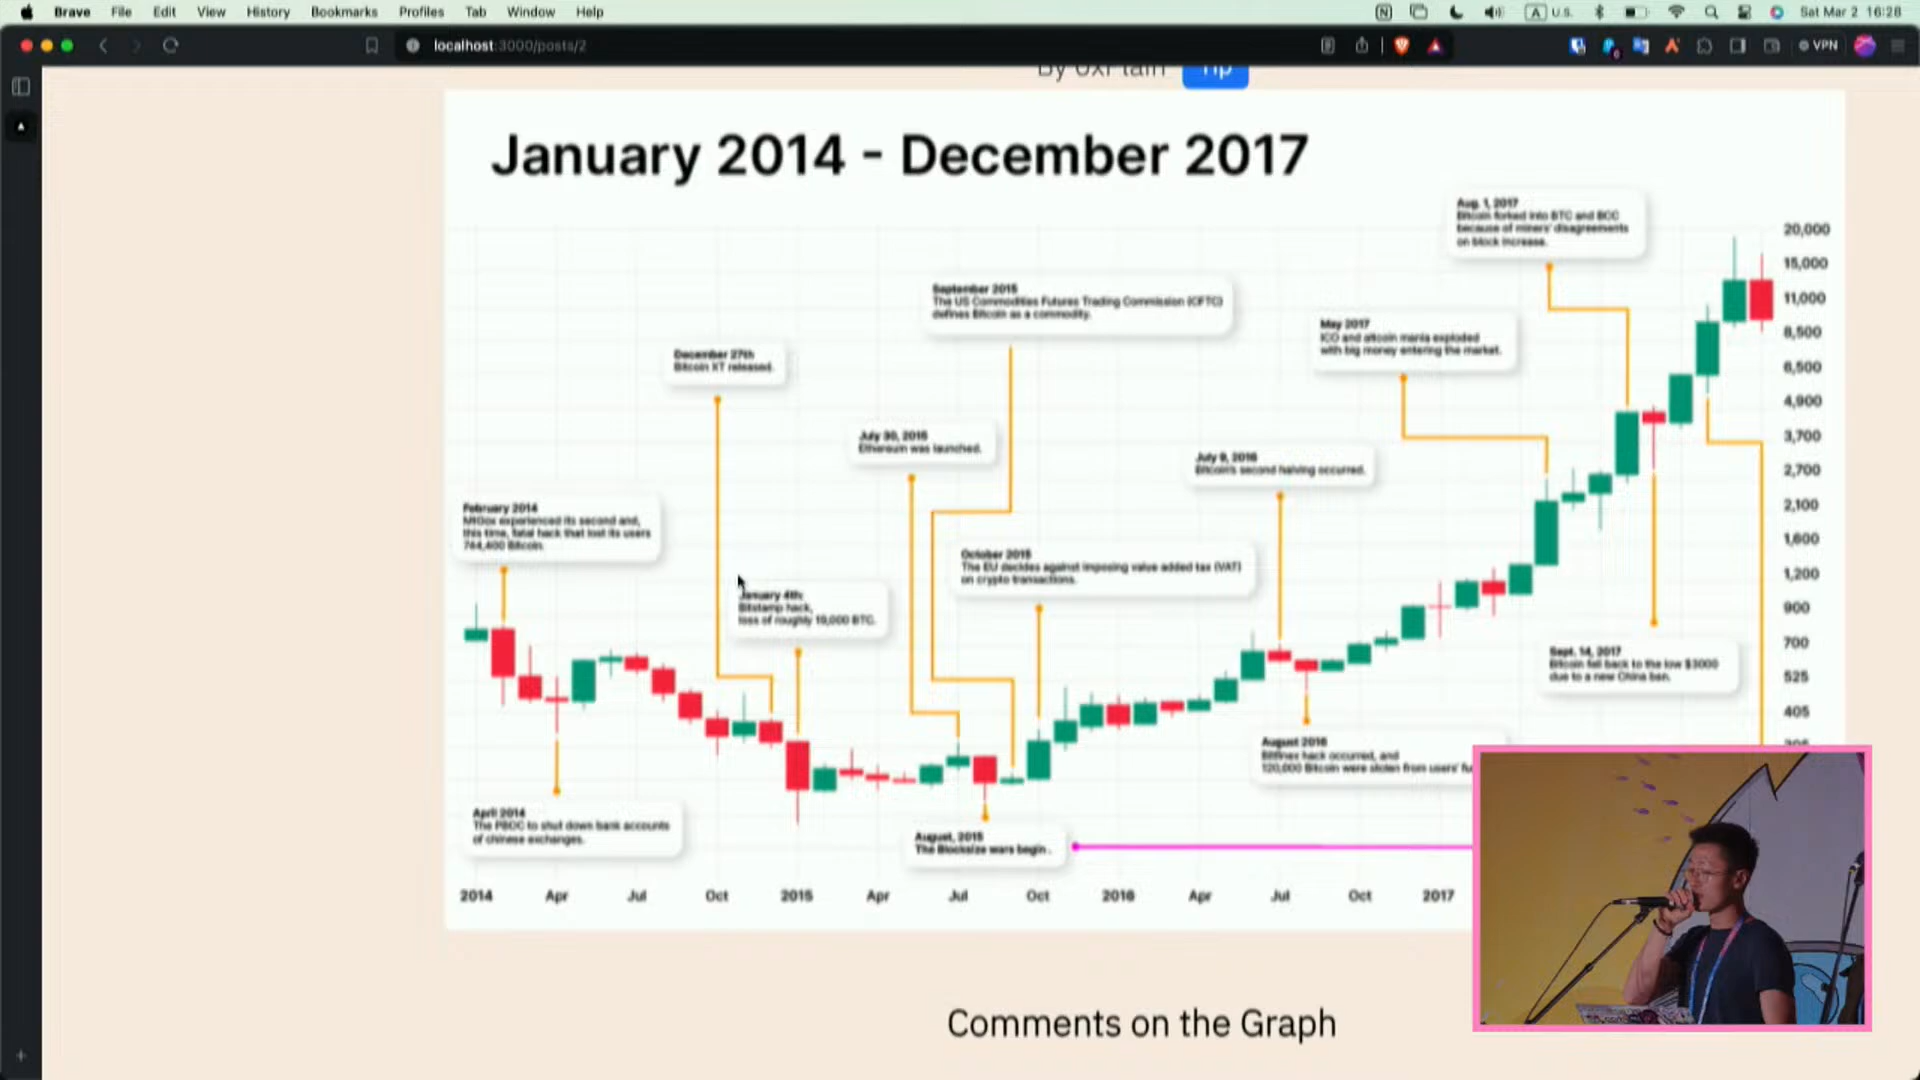 Brave File Edit View History Bookmarks Profiles Tab Window Help
A U.S. Sat Mar 2 16:28
localhost:3000/posts/2
VPN
Tip
January 2014 - December 2017
Aug. 1, 2017
Bitcoin forked into BTC and BCC
because of miners' disagreements
on block increase.
20,000
15,000
11,000
8,500
6,500
4,900
3,700
2,700
2,100
1,600
1,200
900
700
525
405
September 2015
The US Commodities Futures Trading Commission (CFTC)
defines Bitcoin as a commodity.
May 2017
ICO and altcoin mania exploded
with big money entering the market.
December 27th
Bitcoin XT released.
July 30, 2015
Ethereum was launched.
July 9, 2016
Bitcoin's second halving occurred.
February 2014
MtGox experienced its second and,
this time, fatal hack that lost its users
744,400 Bitcoin.
October 2015
The EU decides against imposing value added tax (VAT)
on crypto transactions.
January 4th:
Bitstamp hack,
loss of roughly 19,000 BTC.
Sept. 14, 2017
Bitcoin fell back to the low $3000
due to a new China ban.
August 2016
Bitfinex hack occurred, and
120,000 Bitcoin were stolen from users'
April 2014
The PBOC to shut down bank accounts
of chinese exchanges.
August, 2015
The Blocksize wars begin.
2014 Apr Jul Oct 2015 Apr Jul Oct 2016 Apr Jul Oct 2017
Comments on the Graph